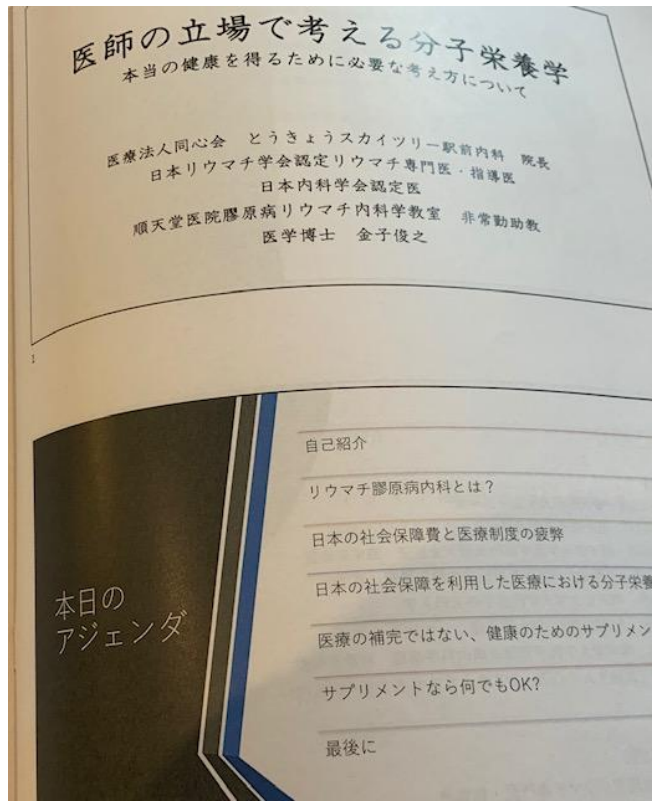 医師の立場で考える分子栄養学
本当の健康を得るために必要な考え方について
医療法人同心会　とうきょうスカイツリー駅前内科　院長
日本リウマチ学会認定リウマチ専門医・指導医
日本内科学会認定医
順天堂医院膠原病リウマチ内科学教室　非常勤助教
医学博士　金子俊之
1
本日の
アジェンダ
自己紹介
リウマチ膠原病内科とは？
日本の社会保障費と医療制度の疲弊
日本の社会保障を利用した医療における分子栄養
医療の補完ではない、健康のためのサプリメン
サプリメントなら何でもOK?
最後に